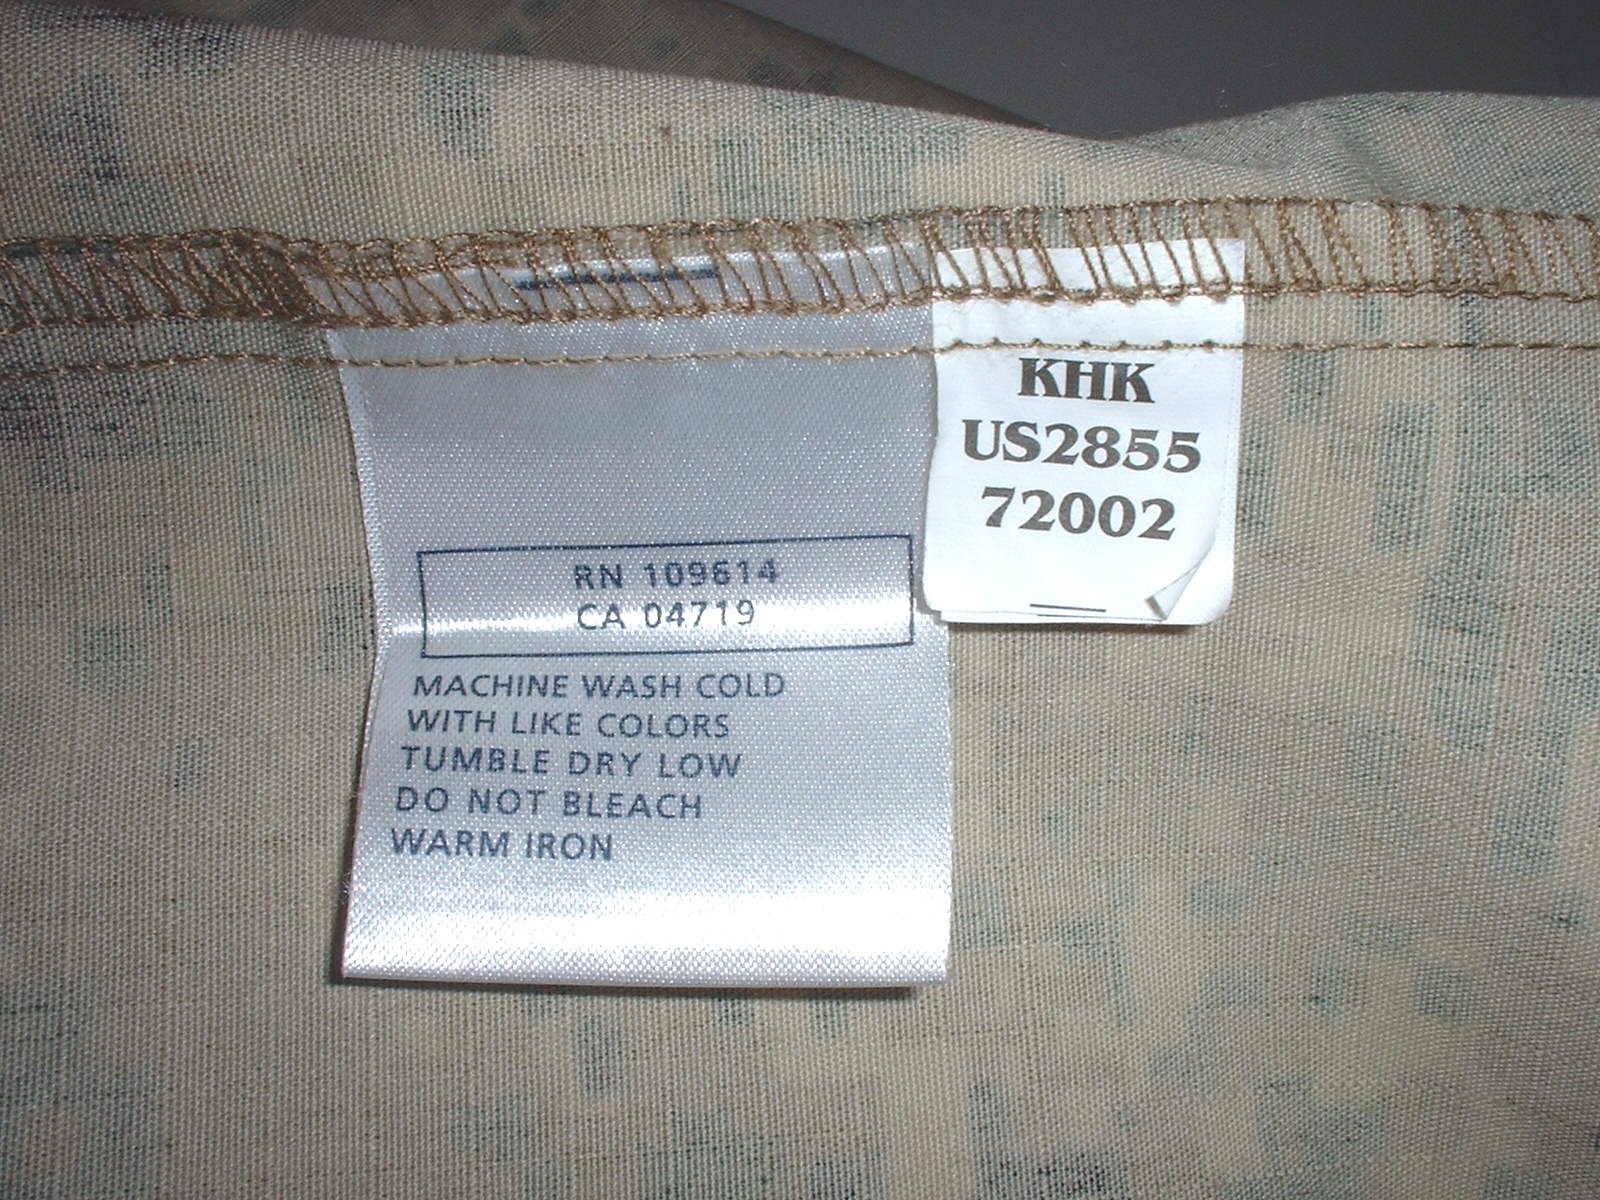 RN 109614
CA 04719
MACHINE WASH COLD
WITH LIKE COLORS
TUMBLE DRY LOW
DO NOT BLEACH
WARM IRON
KHK
US2855
72002